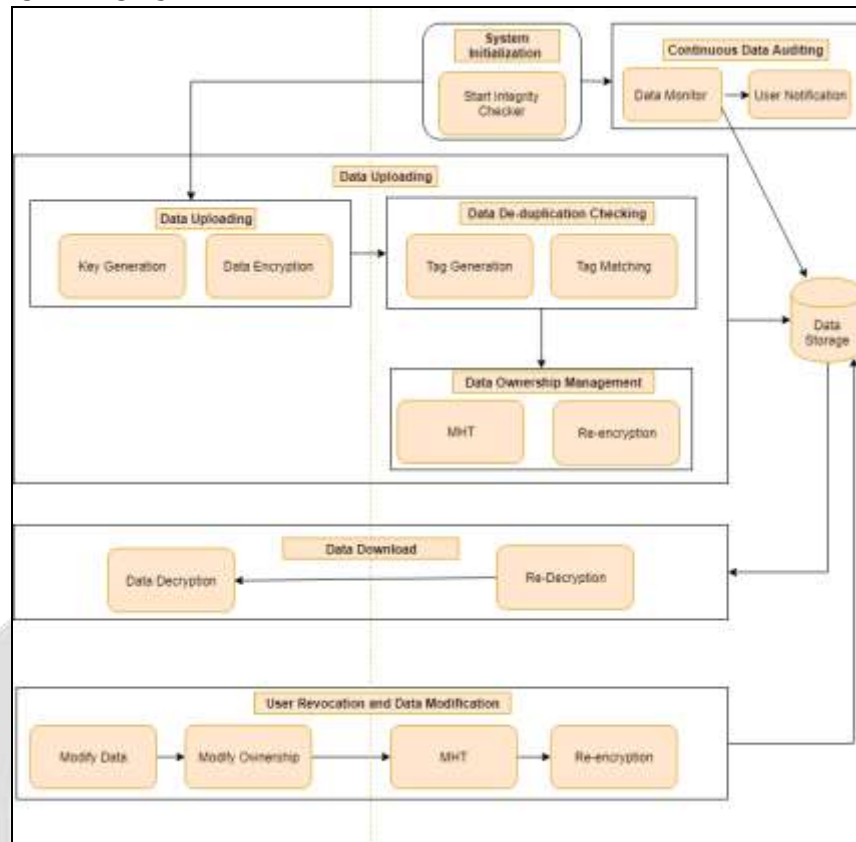 System
Initialization
Start Integrity
Checker
Continuous Data Auditing
Data Monitor
User Notification
Data Uploading
Data Uploading
Key Generation
Data Encryption
Data De-duplication Checking
Tag Generation
Tag Matching
Data
Storage
Data Ownership Management
MHT
Re-encryption
Data Download
Data Decryption
Re-Decryption
User Revocation and Data Modification
Modify Data
Modify Ownership
MHT
Re-encryption